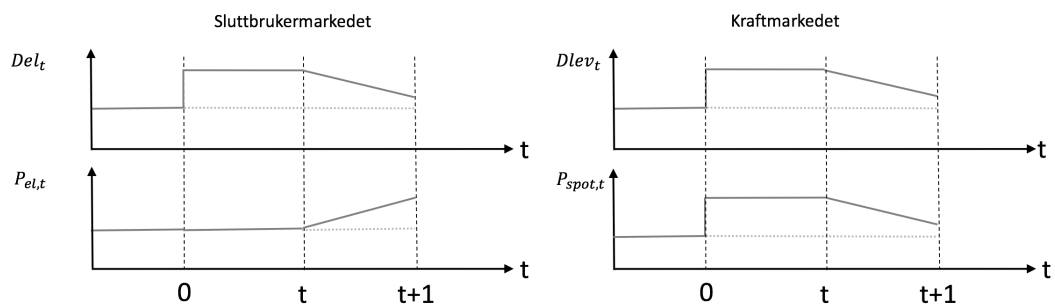 Sluttbrukermarkedet
Kraftmarkedet
Del_t
Dlev_t
t
t
P_el,t
P_spot,t
t
t
0
t
t+1
0
t
t+1